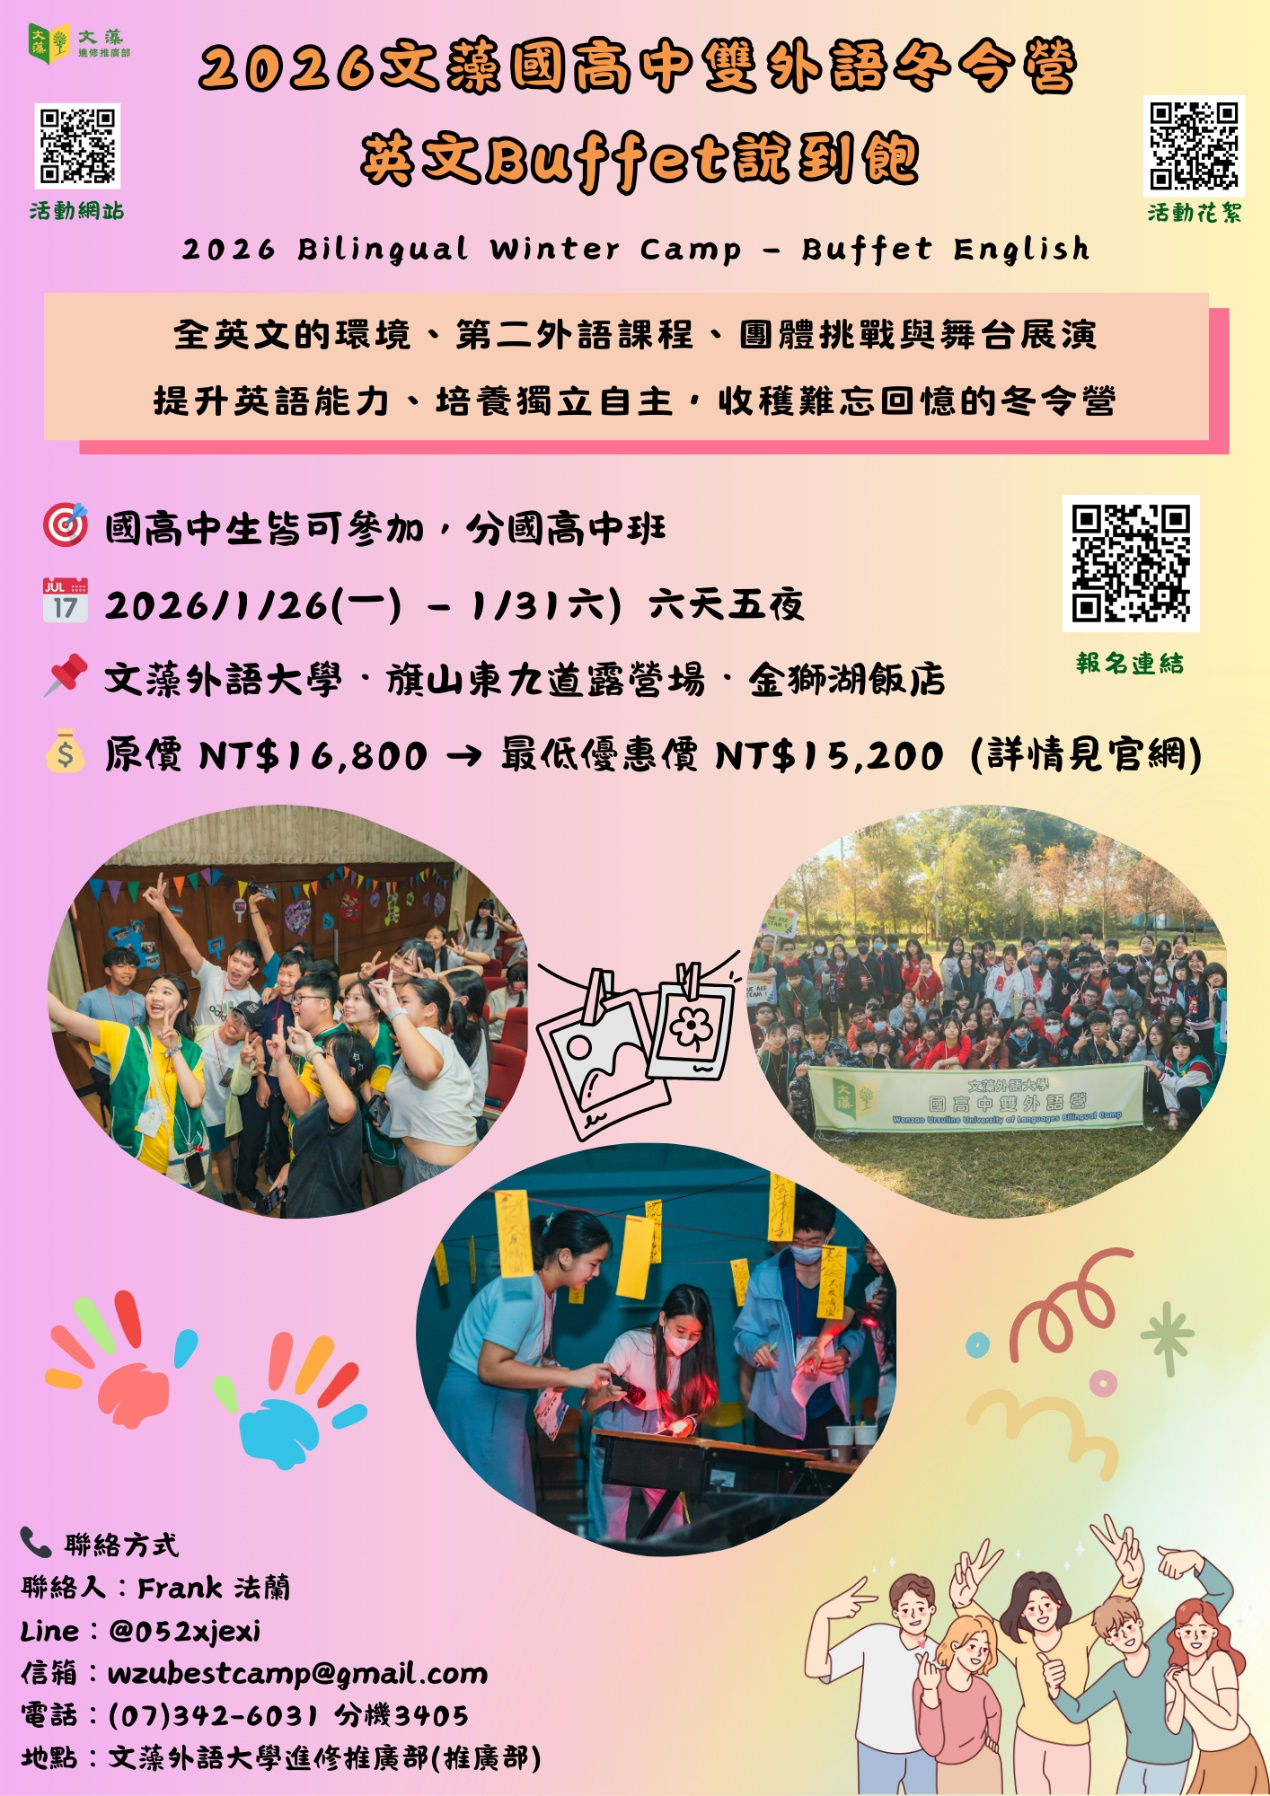 文藻
進修推廣部
2026文藻國高中雙外語冬令營
英文Buffet說到飽
活動網站
活動花絮
2026 Bilingual Winter Camp - Buffet English
全英文的環境、第二外語課程、團體挑戰與舞台展演
提升英語能力、培養獨立自主，收穫難忘回憶的冬令營
國高中生皆可參加，分國高中班
JUL
17
2026/1/26(一) - 1/31六) 六天五夜
文藻外語大學·旗山東九道露營場·金獅湖飯店
報名連結
原價 NT$16,800 → 最低優惠價 NT$15,200 (詳情見官網)
文藻外語大學
國高中雙外語營
Wenzao Ursuline University of Languages Bilingual Camp
聯絡方式
聯絡人：Frank 法蘭
Line：@052xjexi
信箱：wzubestcamp@gmail.com
電話：(07)342-6031 分機3405
地點：文藻外語大學進修推廣部(推廣部)